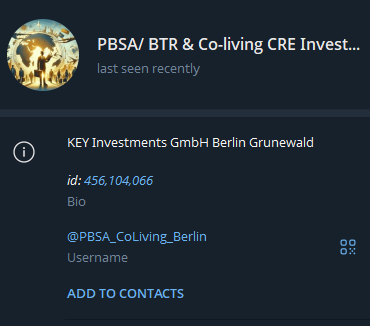 PBSA/ BTR & Co-living CRE Invest...
last seen recently
KEY Investments GmbH Berlin Grunewald
id: 456,104,066
Bio
@PBSA_CoLiving_Berlin
Username
ADD TO CONTACTS